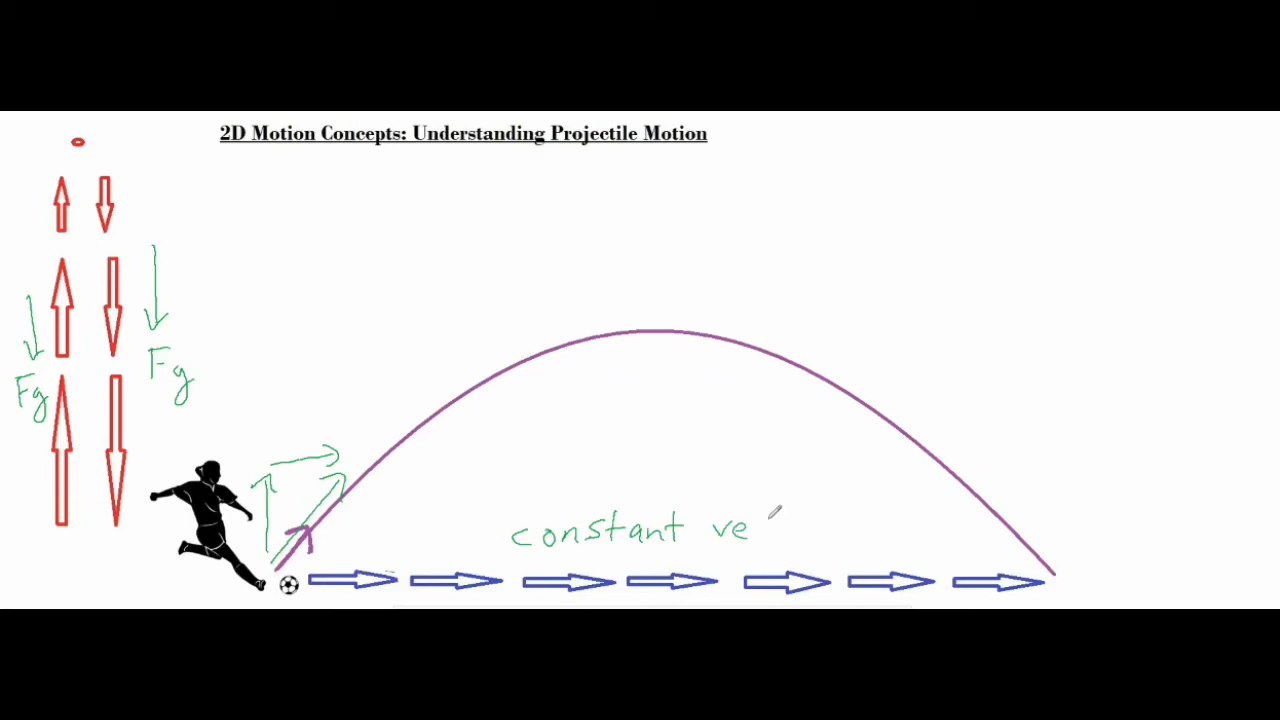 2D Motion Concepts: Understanding Projectile Motion
Fg
Fg
constant ve